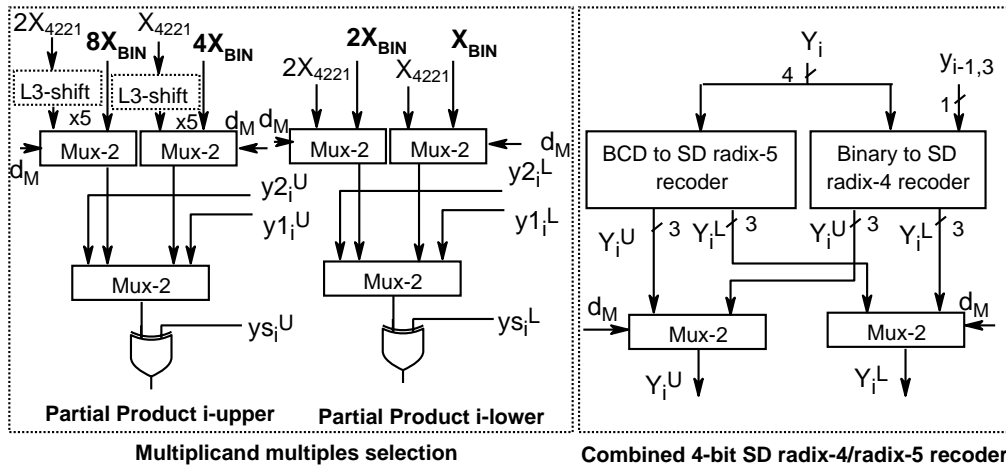 2X4221
8XBIN
X4221
4XBIN
L3-shift
L3-shift
x5
x5
Mux-2
Mux-2
dM
dM
y2iU
y1iU
Mux-2
ysiU
Partial Product i-upper
2XBIN
XBIN
2X4221
X4221
dM
Mux-2
Mux-2
dM
y2iL
y1iL
Mux-2
ysiL
Partial Product i-lower
Multiplicand multiples selection
Yi
4
yi-1,3
1
BCD to SD radix-5
recoder
Binary to SD
radix-4 recoder
YiU
3
YiL
3
YiU
3
YiL
3
dM
Mux-2
Mux-2
dM
YiU
YiL
Combined 4-bit SD radix-4/radix-5 recoder